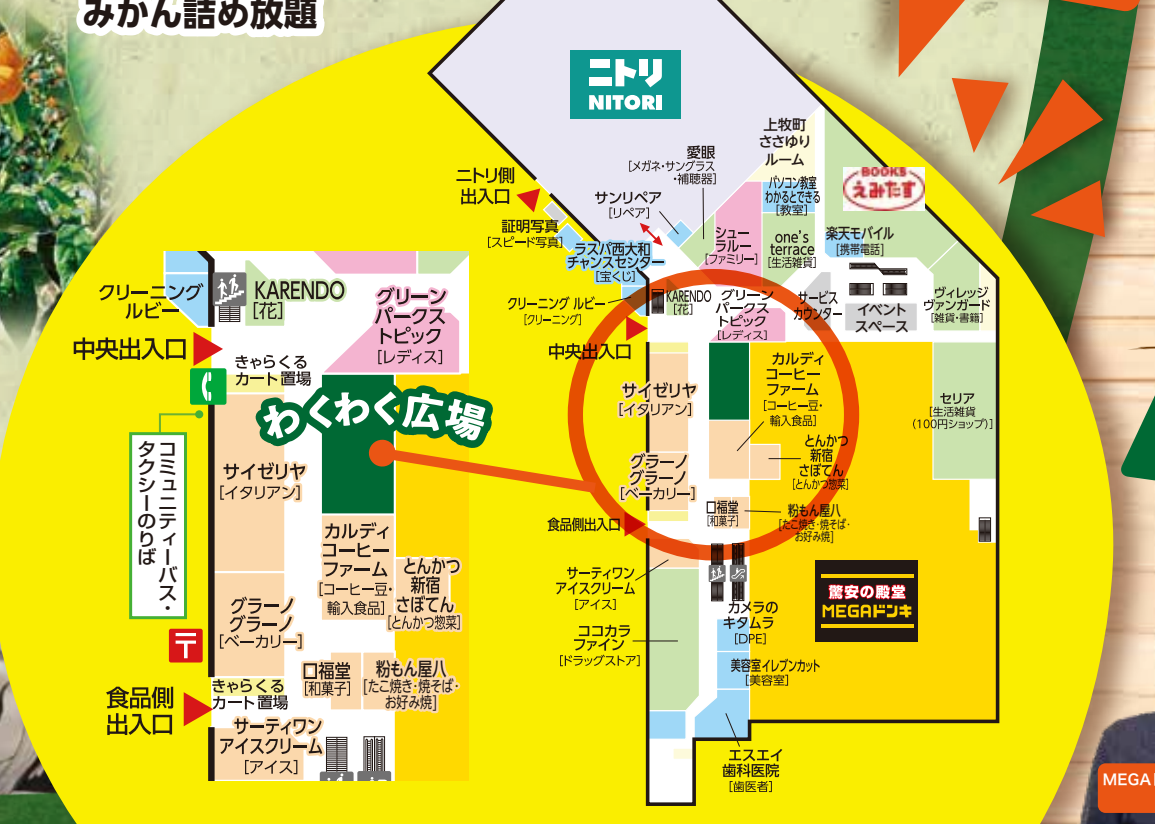 みかん詰め放題
ニトリ
NITORI
上牧町
ささゆり
ルーム
愛眼
[メガネ・サングラス
・補聴器]
BOOKS
えみたす
ニトリ側
出入口
サンリペア
[リペア]
パソコン教室
わかるとできる
[教室]
証明写真
[スピード写真]
ラスパ西大和
チャンスセンター
[宝くじ]
シュー
ラルー
[ファミリー]
one's
terrace
[生活雑貨]
楽天モバイル
[携帯電話]
クリーニング ルビー
[クリーニング]
KARENDO
[花]
グリーン
パークス
トピック
[レディス]
サービス
カウンター
イベント
スペース
ヴィレッジ
ヴァンガード
[雑貨・書籍]
中央出入口
サイゼリヤ
[イタリアン]
カルディ
コーヒー
ファーム
[コーヒー豆・
輸入食品]
セリア
[生活雑貨
(100円ショップ)]
とんかつ
新宿
さぼてん
[とんかつ惣菜]
グラーノ
グラーノ
[ベーカリー]
口福堂
[和菓子]
粉もん屋八
[たこ焼き・焼そば・
お好み焼]
食品側出入口
サーティワン
アイスクリーム
[アイス]
驚安の殿堂
MEGAドンキ
カメラの
キタムラ
[DPE]
ココカラ
ファイン
[ドラッグストア]
美容室イレブンカット
[美容室]
エスエイ
歯科医院
[歯医者]
クリーニング
ルビー
KARENDO
[花]
グリーン
パークス
トピック
[レディス]
中央出入口
きゃらくる
カート置場
わくわく広場
コミュニティーバス・
タクシーのりば
サイゼリヤ
[イタリアン]
カルディ
コーヒー
ファーム
[コーヒー豆・
輸入食品]
とんかつ
新宿
さぼてん
[とんかつ惣菜]
グラーノ
グラーノ
[ベーカリー]
〒
口福堂
[和菓子]
粉もん屋八
[たこ焼き・焼そば・
お好み焼]
きゃらくる
カート置場
食品側
出入口
サーティワン
アイスクリーム
[アイス]
MEGA